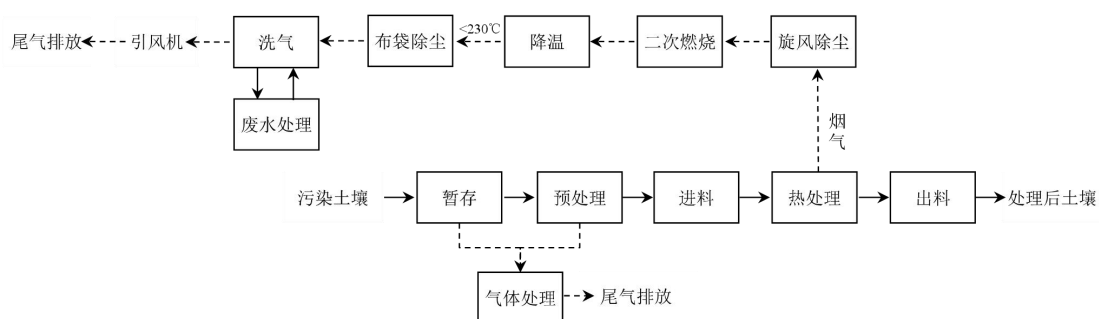 尾气排放
引风机
洗气
布袋除尘
<230℃
降温
二次燃烧
旋风除尘
废水处理
烟气
污染土壤
暂存
预处理
进料
热处理
出料
处理后土壤
气体处理
尾气排放